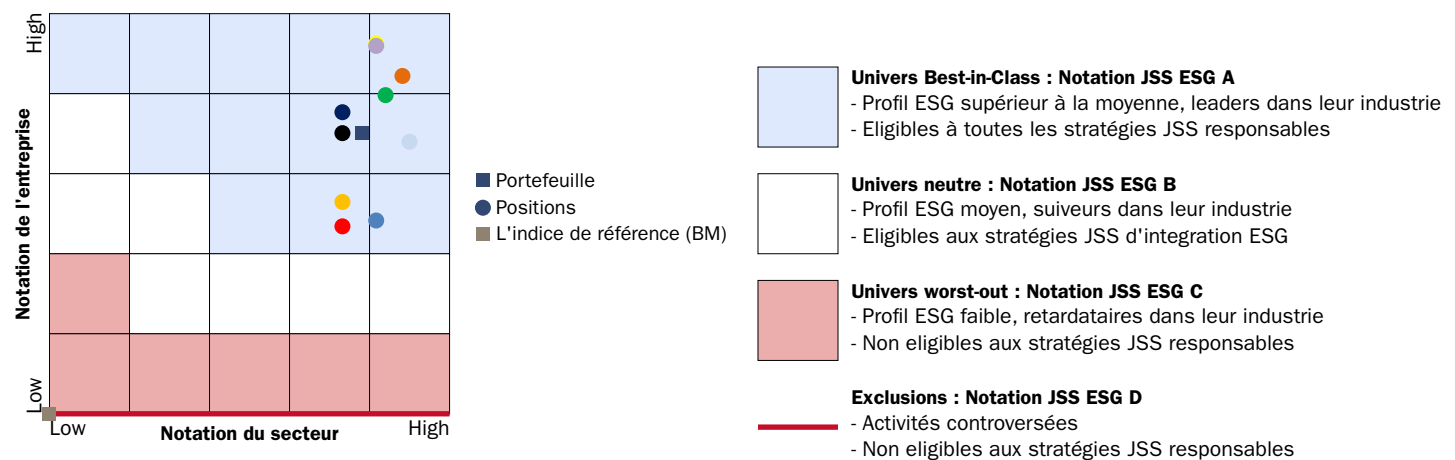 High
Notation de l'entreprise
Low
Low
Notation du secteur
High
Portefeuille
Positions
L'indice de référence (BM)
Univers Best-in-Class : Notation JSS ESG A
- Profil ESG supérieur à la moyenne, leaders dans leur industrie
- Eligibles à toutes les stratégies JSS responsables
Univers neutre : Notation JSS ESG B
- Profil ESG moyen, suiveurs dans leur industrie
- Eligibles aux stratégies JSS d'integration ESG
Univers worst-out : Notation JSS ESG C
- Profil ESG faible, retardataires dans leur industrie
- Non eligibles aux stratégies JSS responsables
Exclusions : Notation JSS ESG D
- Activités controversées
- Non eligibles aux stratégies JSS responsables